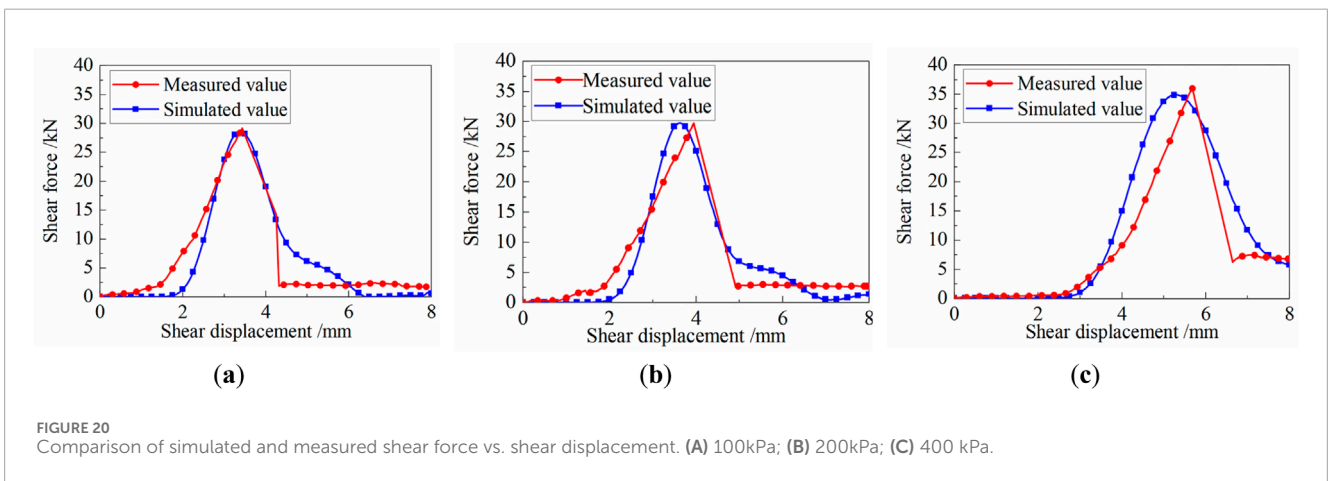 40
35
30
25
20
15
10
5
0
Shear force /kN
Measured value
Simulated value
0 2 4 6 8
Shear displacement /mm
(a)
40
35
30
25
20
15
10
5
0
Shear force /kN
Measured value
Simulated value
0 2 4 6 8
Shear displacement /mm
(b)
40
35
30
25
20
15
10
5
0
Shear force /kN
Measured value
Simulated value
0 2 4 6 8
Shear displacement /mm
(c)
FIGURE 20
Comparison of simulated and measured shear force vs. shear displacement. (A) 100kPa; (B) 200kPa; (C) 400 kPa.